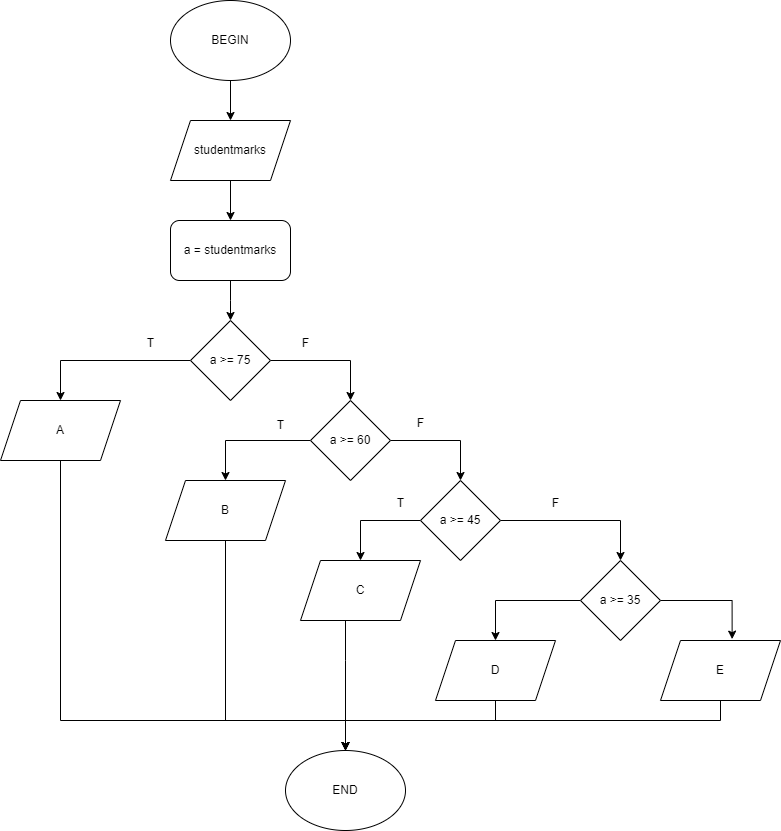 BEGIN
studentmarks
a = studentmarks
T
F
a >= 75
T
F
A
a >= 60
T
F
B
a >= 45
C
a >= 35
D
E
END